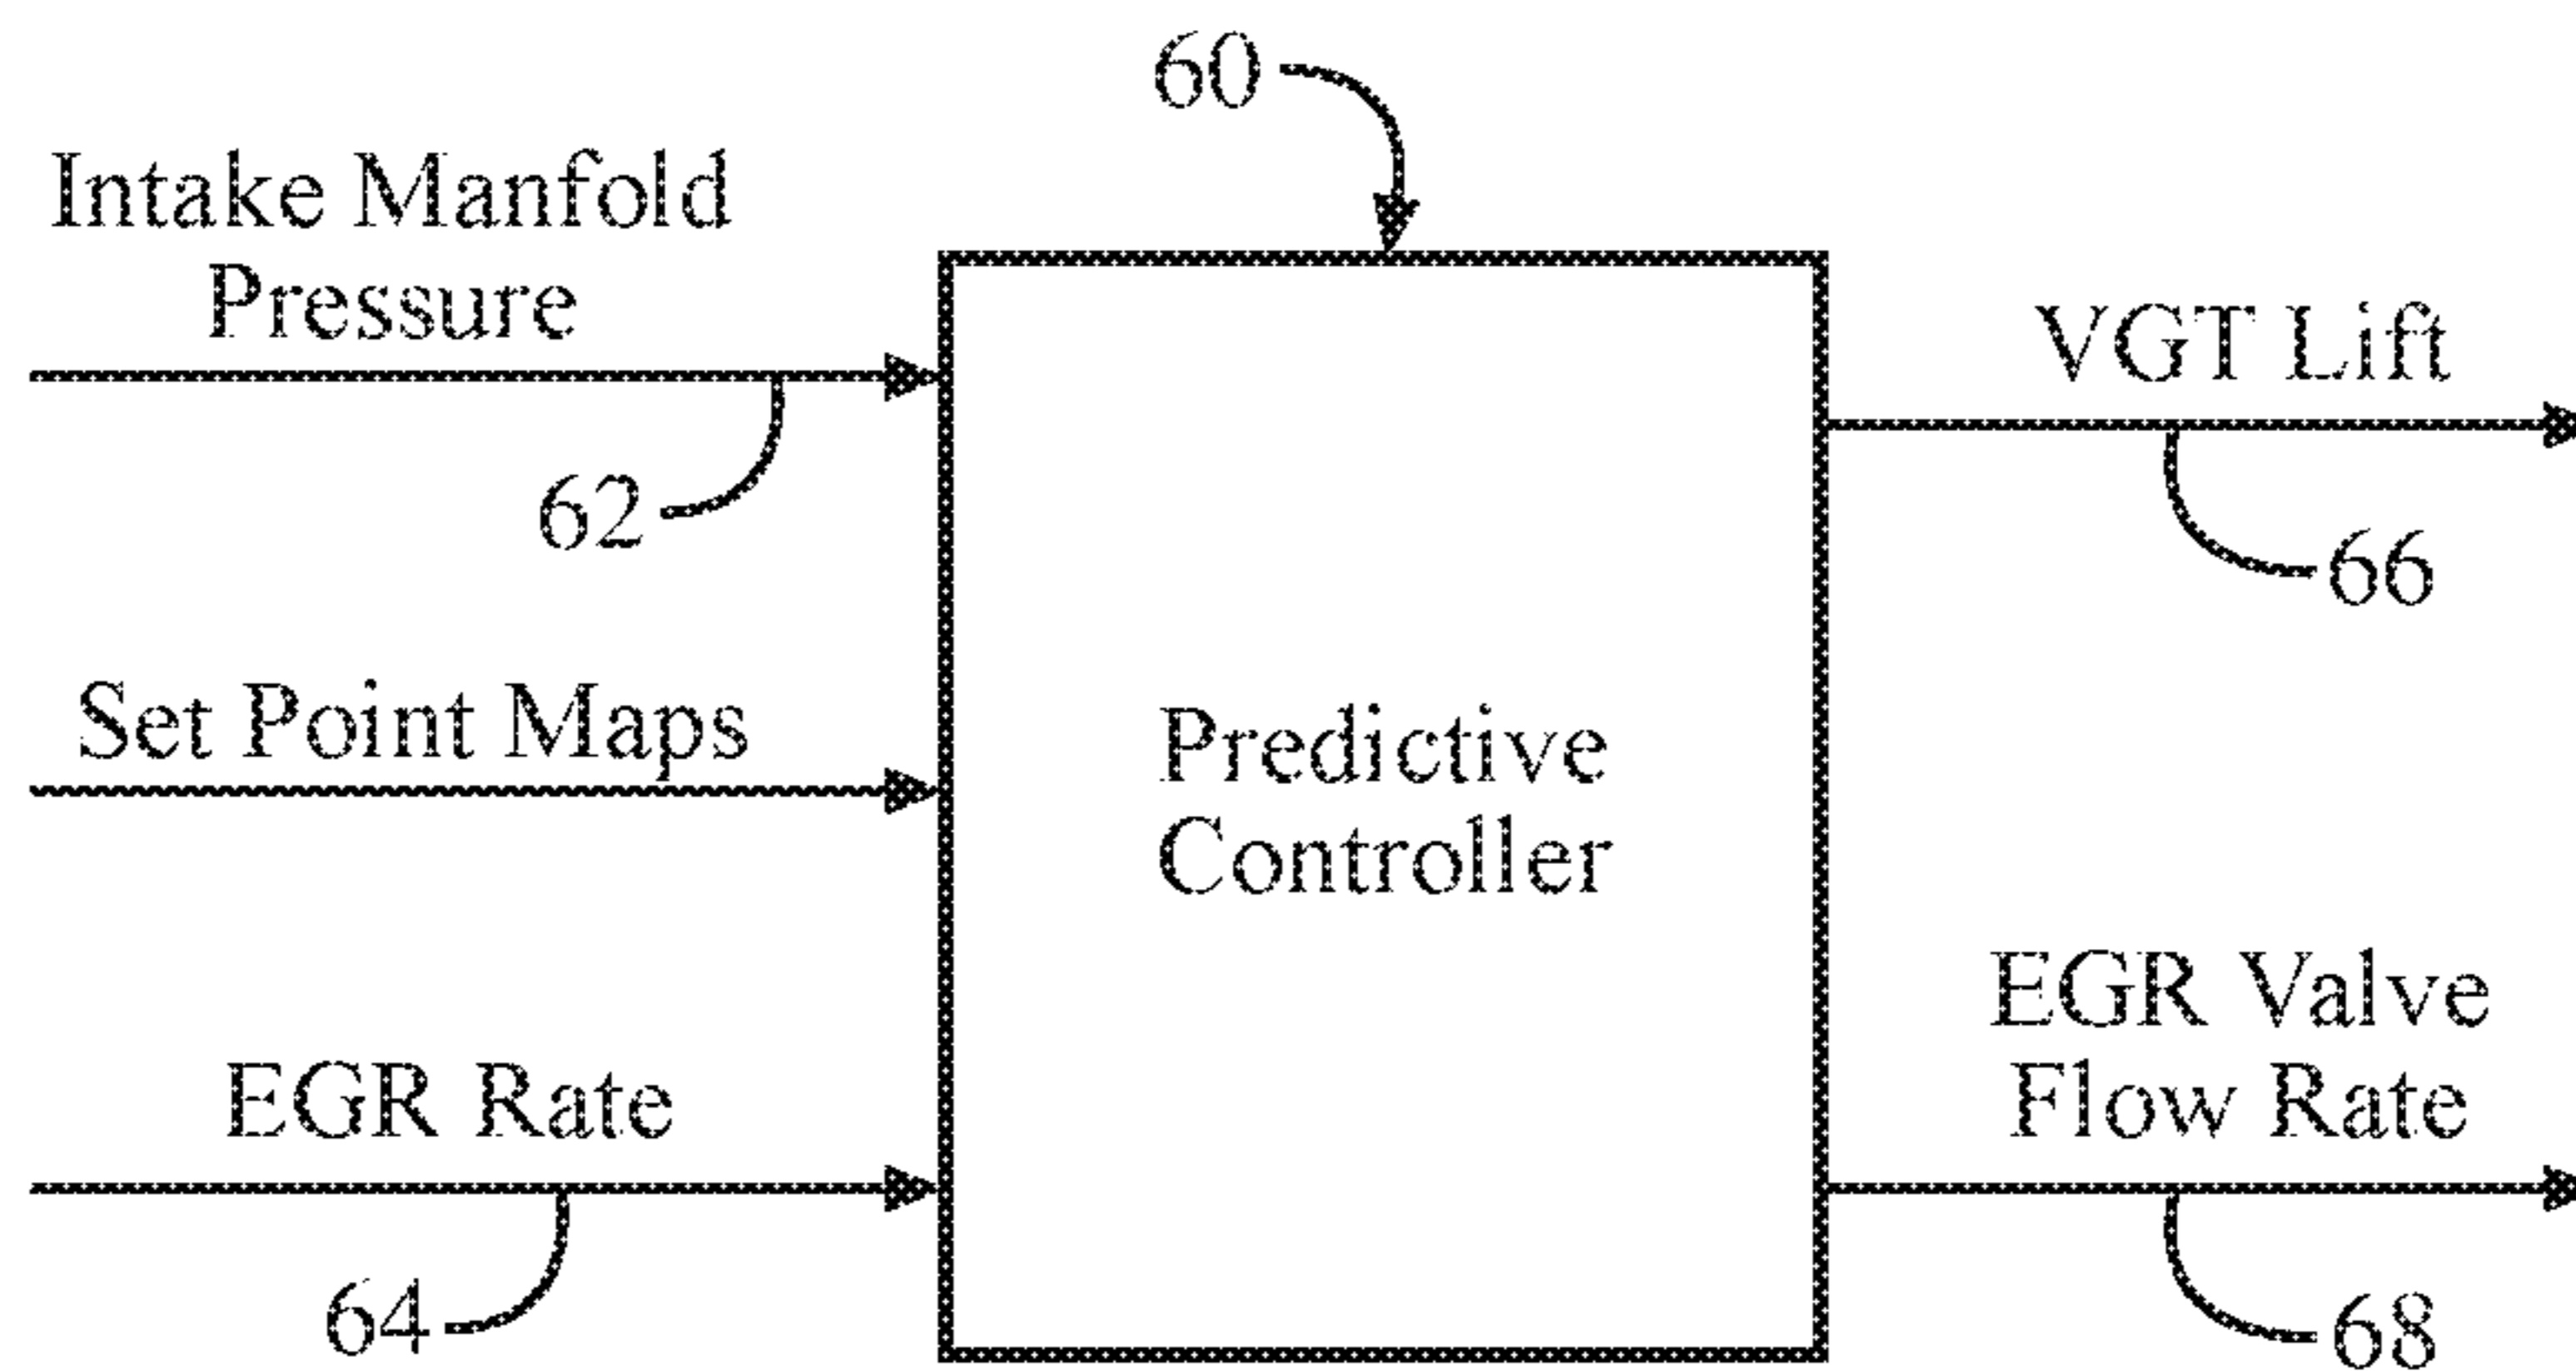 60
Intake Manfold
Pressure
62
Set Point Maps
EGR Rate
64
Predictive
Controller
VGT Lift
66
EGR Valve
Flow Rate
68